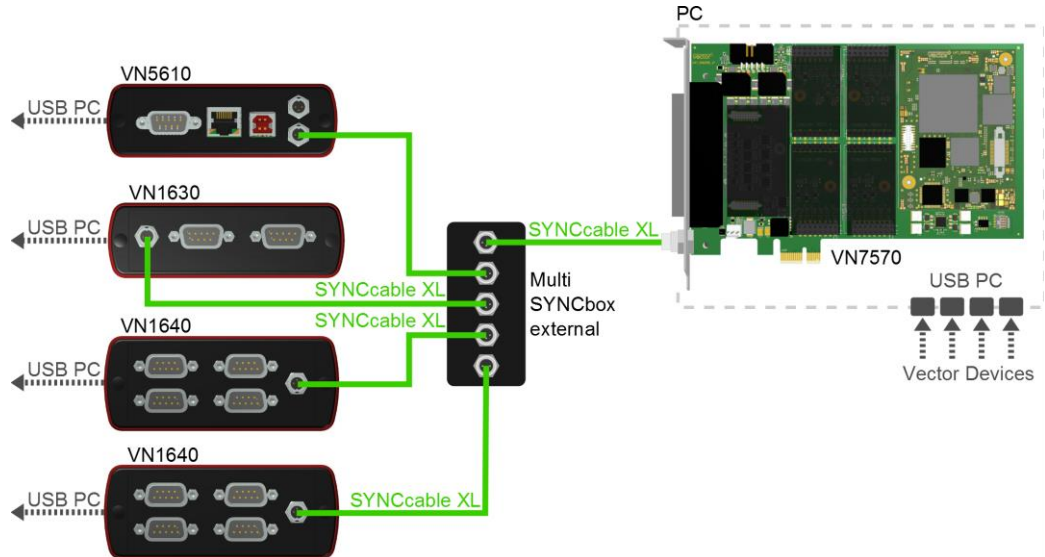 PC
VN5610
USB PC
VN1630
USB PC
SYNCcable XL
VN7570
Multi
SYNCbox
external
SYNCcable XL
SYNCcable XL
USB PC
Vector Devices
VN1640
USB PC
VN1640
USB PC
SYNCcable XL